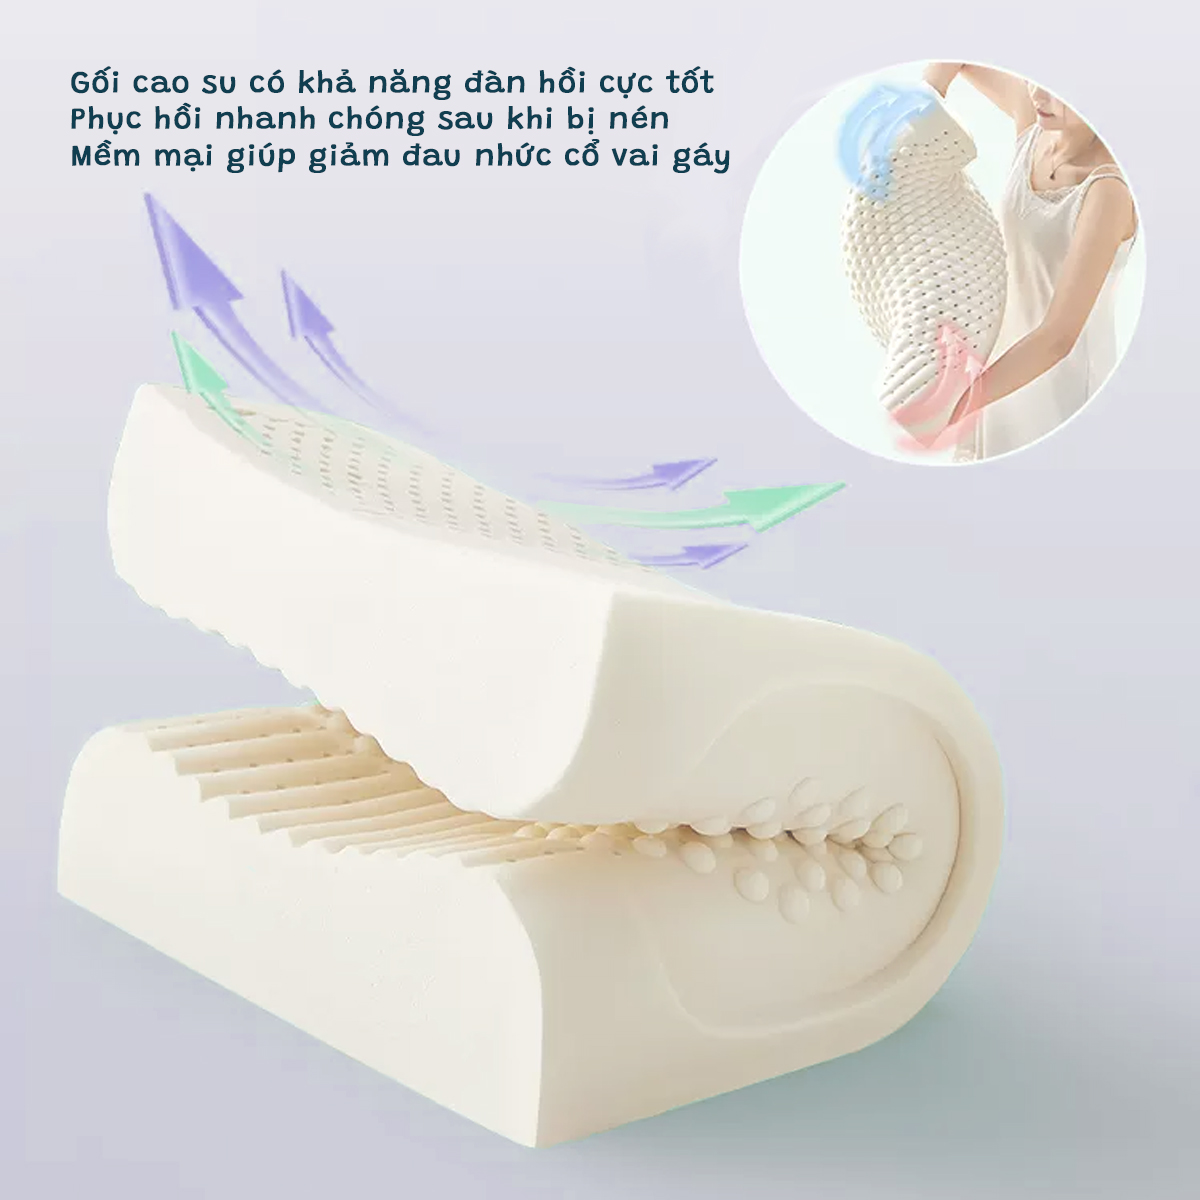 Gối cao su có khả năng đàn hồi cực tốt
Phục hồi nhanh chóng sau khi bị nén
Mềm mại giúp giảm đau nhức cổ vai gáy